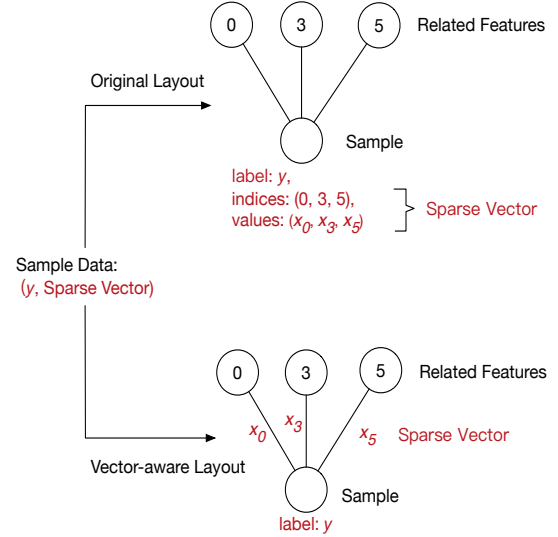 0 3 5 Related Features
Original Layout
Sample
label: y,
indices: (0, 3, 5),
values: (x0, x3, x5)
Sparse Vector
Sample Data:
(y, Sparse Vector)
0 3 5 Related Features
x0 x3 x5 Sparse Vector
Vector-aware Layout
Sample
label: y